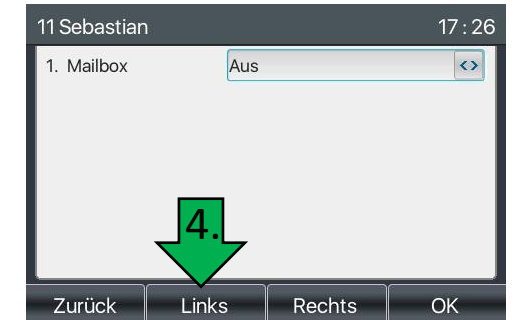 11 Sebastian 17:26
1. Mailbox Aus <>
4.
Zurück Links Rechts OK